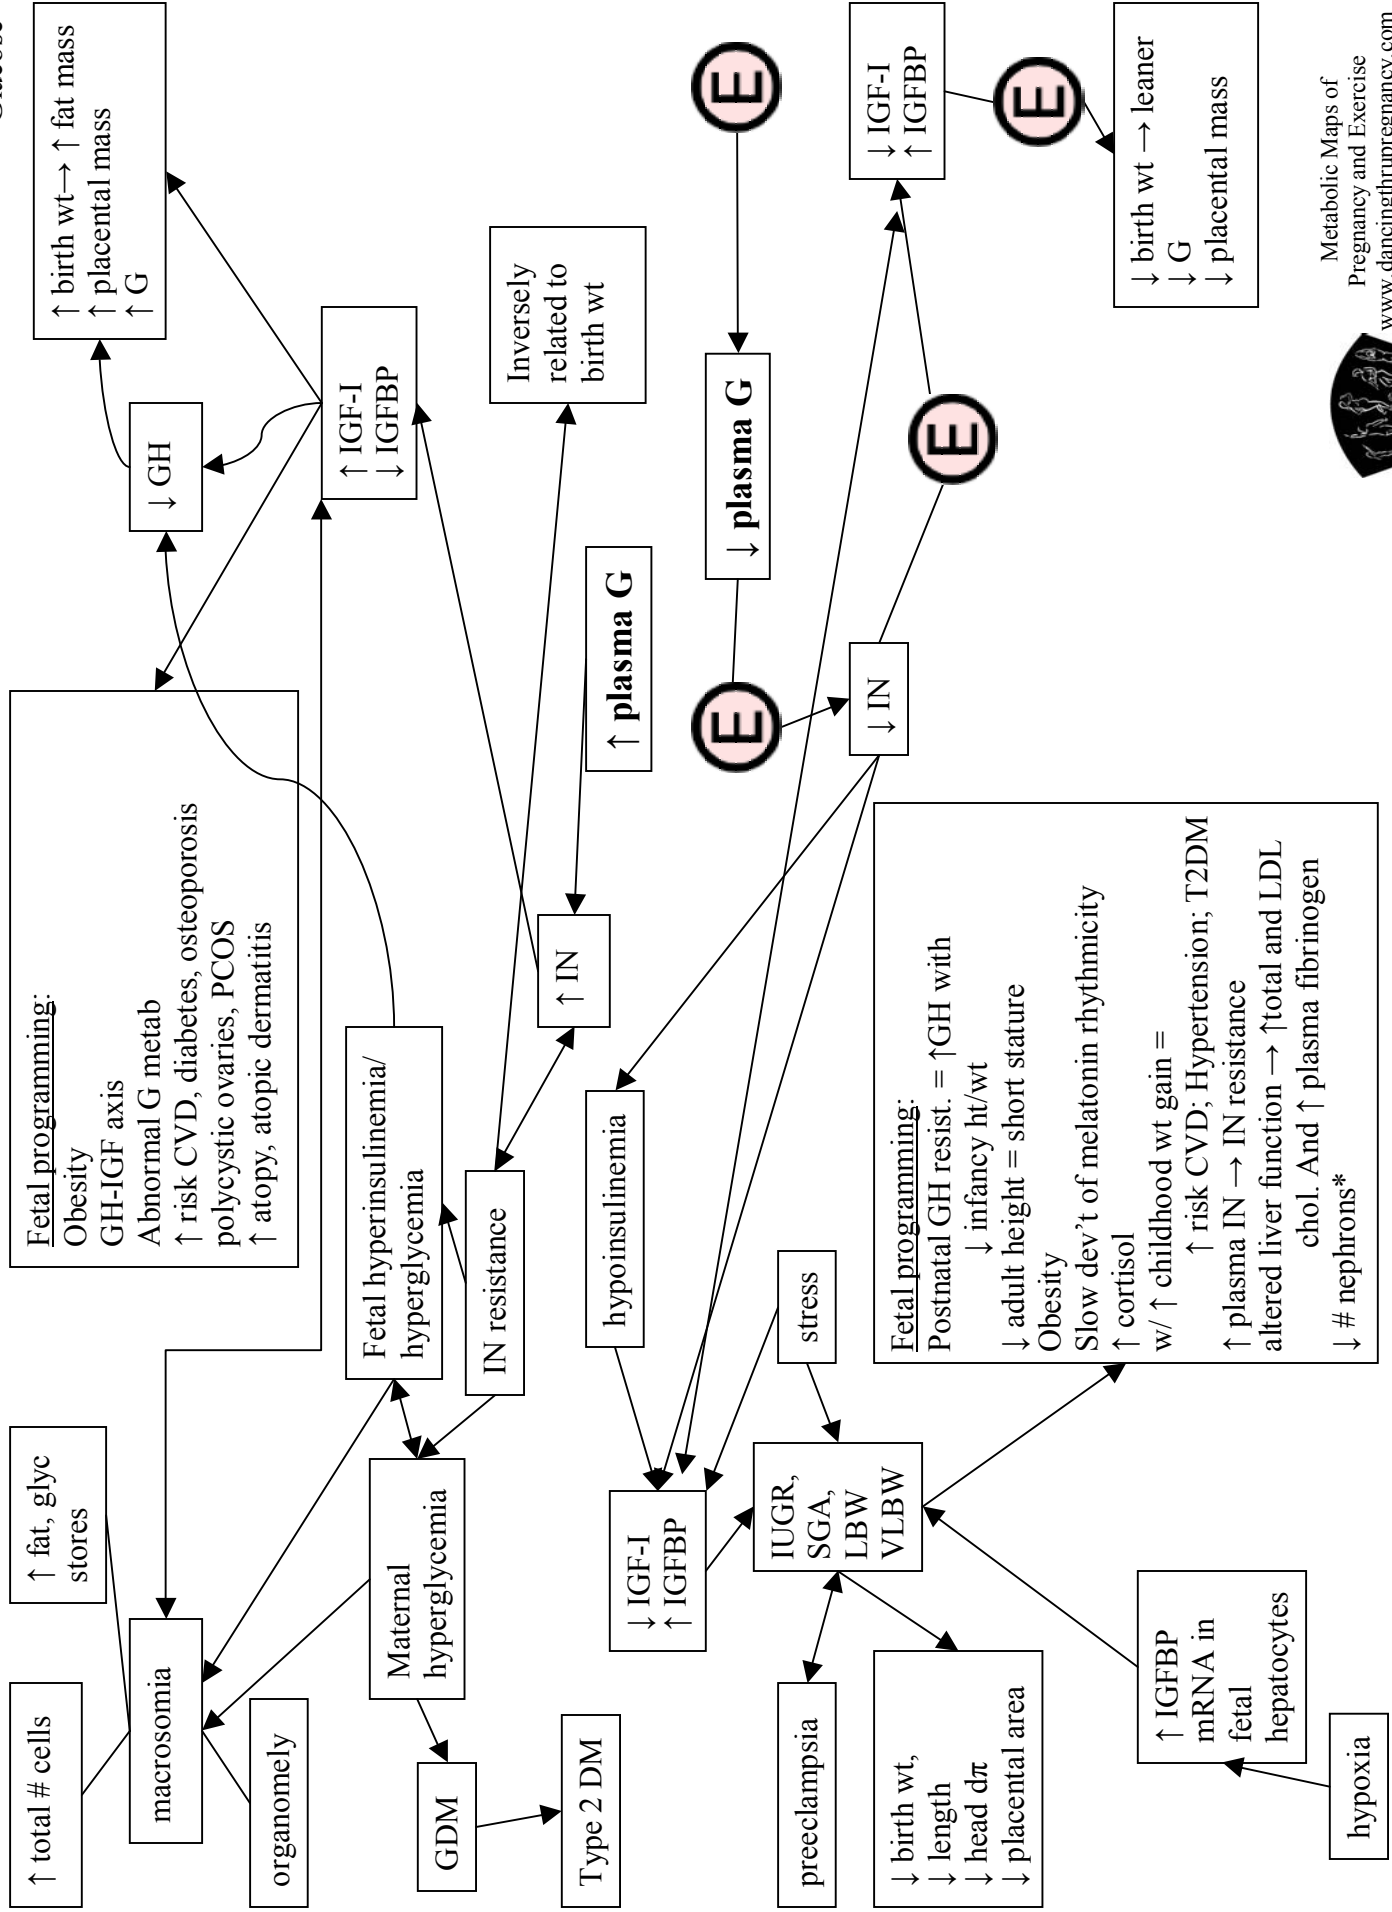 ↑ total # cells
↑ fat, glyc
stores
macrosomia
organomely
Fetal programming:
Obesity
GH-IGF axis
Abnormal G metab
↑ risk CVD, diabetes, osteoporosis
polycystic ovaries, PCOS
↑ atopy, atopic dermatitis
↓ GH
↑ birth wt→ ↑ fat mass
↑ placental mass
↑ G
Maternal
hyperglycemia
Fetal hyperinsulinemia/
hyperglycemia
↑ IGF-I
↓ IGFBP
GDM
IN resistance
Type 2 DM
↑ IN
Inversely
related to
birth wt
↑ plasma G
hypoinsulinemia
↓ IGF-I
↑ IGFBP
E
↓ plasma G
E
preeclampsia
IUGR,
SGA,
LBW
VLBW
stress
↓ IN
E
↓ IGF-I
↑ IGFBP
E
↓ birth wt,
↓ length
↓ head dπ
↓ placental area
Fetal programming:
Postnatal GH resist. = ↑GH with
↓ infancy ht/wt
↓ adult height = short stature
Obesity
Slow dev't of melatonin rhythmicity
↑ cortisol
w/ ↑ childhood wt gain =
↑ risk CVD; Hypertension; T2DM
↑ plasma IN → IN resistance
altered liver function → ↑total and LDL
chol. And ↑ plasma fibrinogen
↓ # nephrons*
↓ birth wt → leaner
↓ G
↓ placental mass
↑ IGFBP
mRNA in
fetal
hepatocytes
hypoxia
Metabolic Maps of
Pregnancy and Exercise
www.dancingthrupregnancy.com